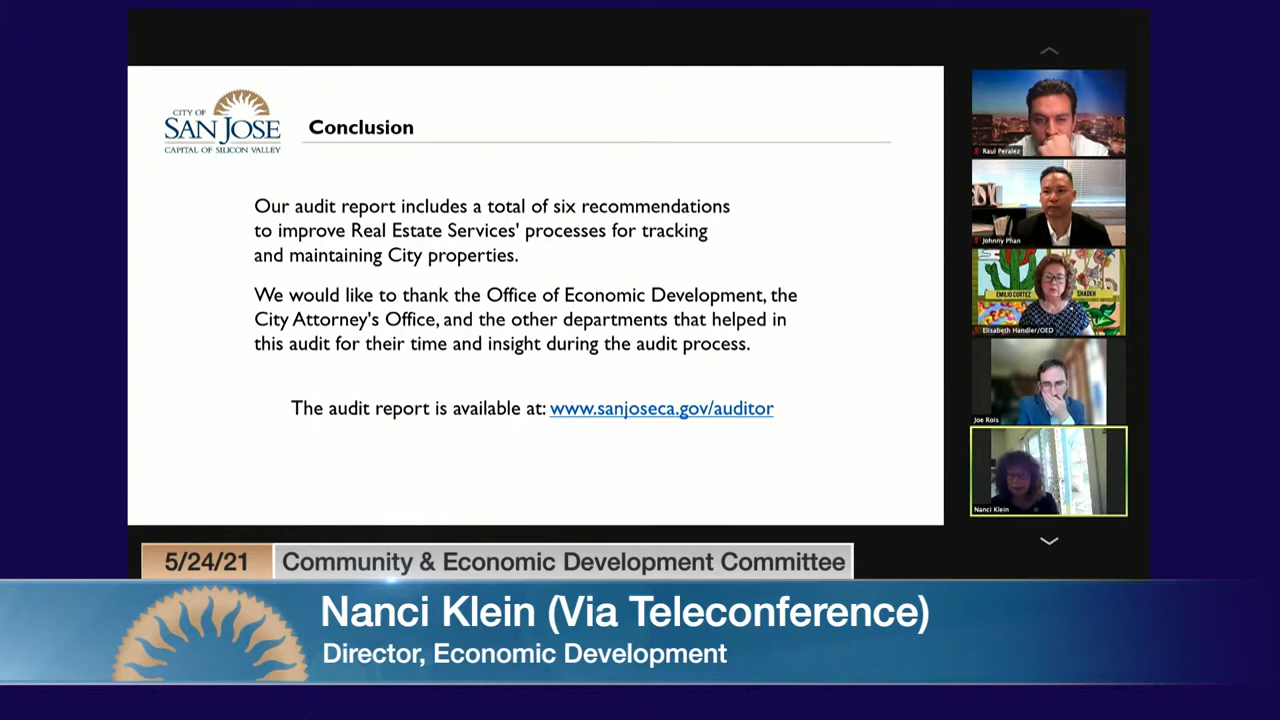 CITY OF
SAN JOSE
CAPITAL OF SILICON VALLEY
Conclusion
Our audit report includes a total of six recommendations
to improve Real Estate Services' processes for tracking
and maintaining City properties.
We would like to thank the Office of Economic Development, the
City Attorney's Office, and the other departments that helped in
this audit for their time and insight during the audit process.
The audit report is available at: www.sanjoseca.gov/auditor
Raul Peralez
Johnny Phan
EMILIO CORTEZ
SHADEH
Elisabeth Handler/OED
Joe Rois
Nanci Klein
5/24/21
Community & Economic Development Committee
Nanci Klein (Via Teleconference)
Director, Economic Development